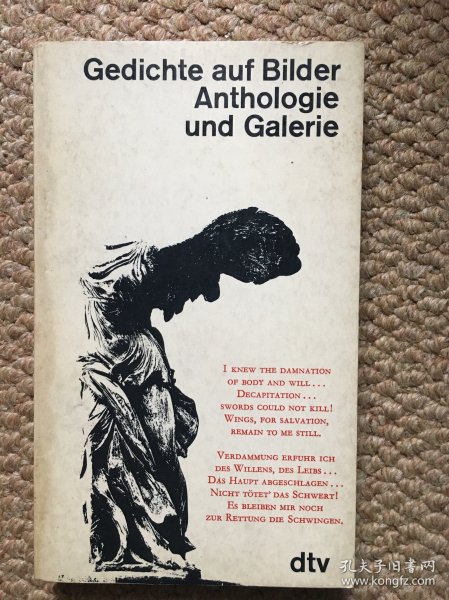 Gedichte auf Bilder
Anthologie
und Galerie
I KNEW THE DAMNATION
OF BODY AND WILL...
DECAPITATION...
SWORDS COULD NOT KILL!
WINGS, FOR SALVATION,
REMAIN TO ME STILL.
VERDAMMUNG ERFUHR ICH
DES WILLENS, DES LEIBS...
DAS HAUPT ABGESCHLAGEN...
NICHT TÖTET' DAS SCHWERT!
ES BLEIBEN MIR NOCH
ZUR RETTUNG DIE SCHWINGEN.
dtv
孔夫子旧书网
www.kongfz.com